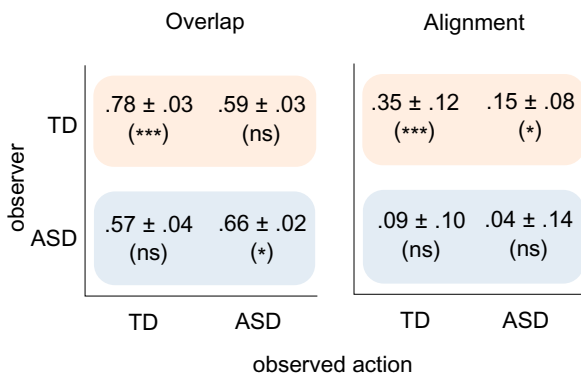 Overlap Alignment
.78 ± .03 .59 ± .03 .35 ± .12 .15 ± .08
TD
(***) (ns) (***) (*)
observer
.57 ± .04 .66 ± .02 .09 ± .10 .04 ± .14
ASD
(ns) (*) (ns) (ns)
TD ASD TD ASD
observed action